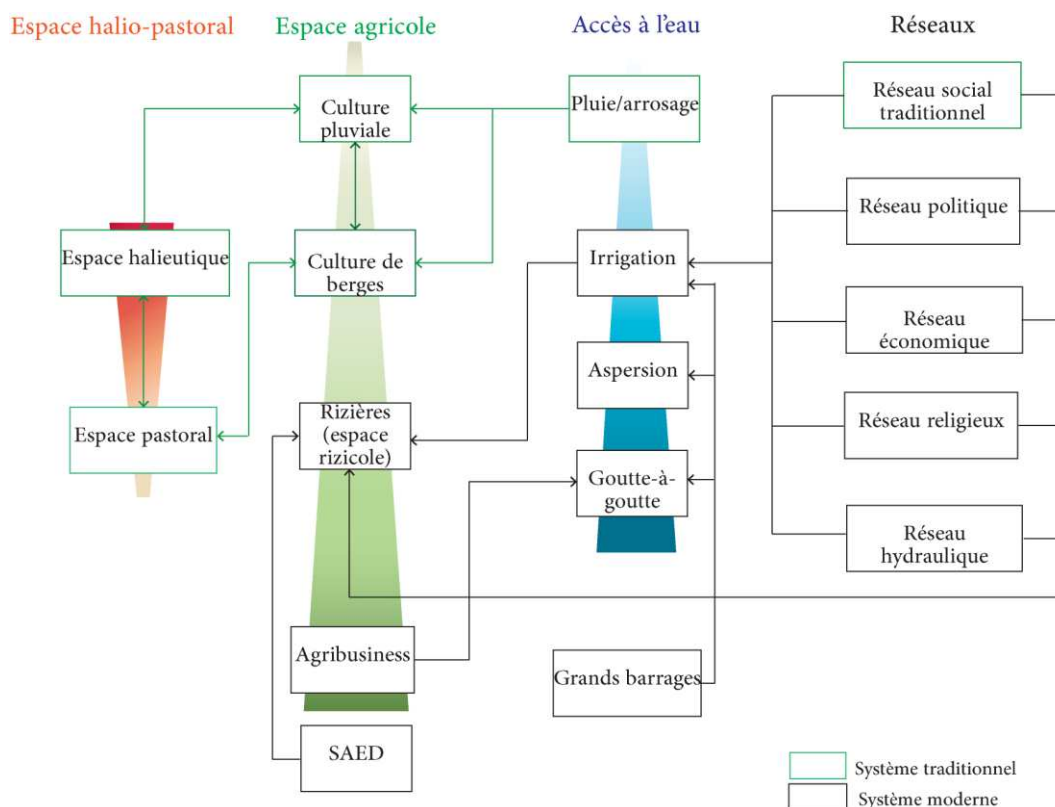 Espace halio-pastoral
Espace agricole
Accès à l'eau
Réseaux
Culture
pluviale
Pluie/arrosage
Réseau social
traditionnel
Réseau politique
Espace halieutique
Culture de
berges
Irrigation
Réseau
économique
Aspersion
Espace pastoral
Rizières
(espace
rizicole)
Réseau religieux
Goutte-à-
goutte
Réseau
hydraulique
Agribusiness
Grands barrages
SAED
Système traditionnel
Système moderne